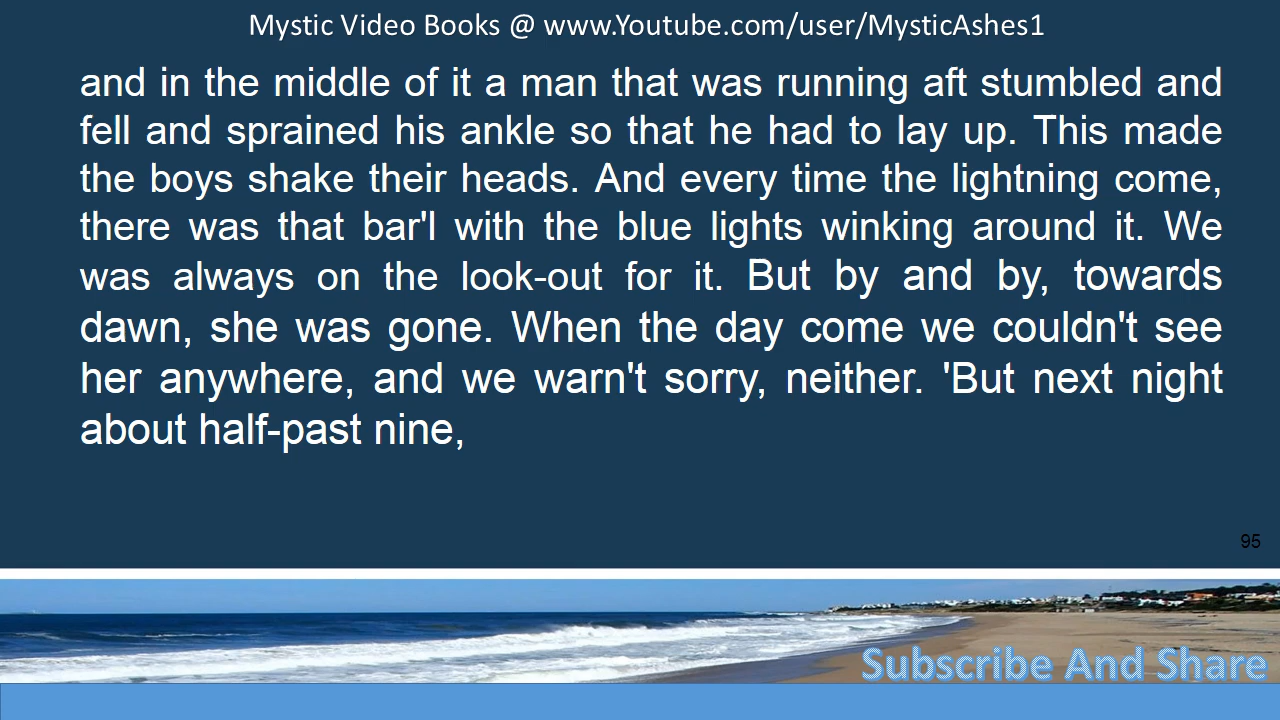 Mystic Video Books @ www.Youtube.com/user/MysticAshes1
and in the middle of it a man that was running aft stumbled and
fell and sprained his ankle so that he had to lay up. This made
the boys shake their heads. And every time the lightning come,
there was that bar'l with the blue lights winking around it. We
was always on the look-out for it. But by and by, towards
dawn, she was gone. When the day come we couldn't see
her anywhere, and we warn't sorry, neither. 'But next night
about half-past nine,
95
Subscribe And Share